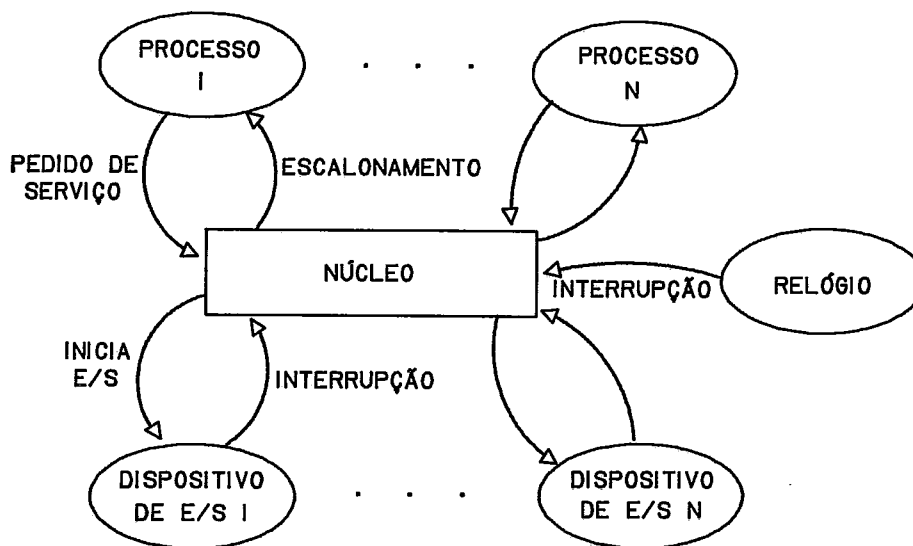 PROCESSO
I
. . .
PROCESSO
N
PEDIDO DE
SERVIÇO
ESCALONAMENTO
NÚCLEO
INTERRUPÇÃO
RELÓGIO
INICIA
E/S
INTERRUPÇÃO
DISPOSITIVO
DE E/S I
. . .
DISPOSITIVO
DE E/S N